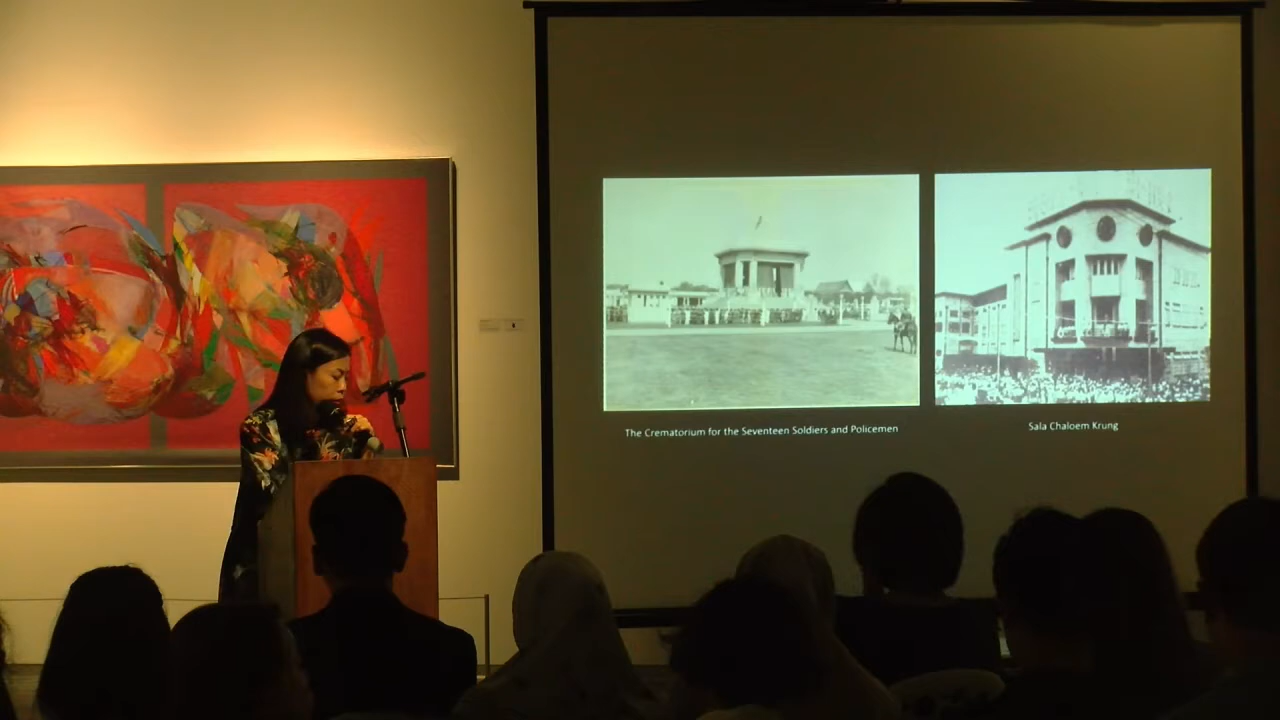 The Crematorium for the Seventeen Soldiers and Policemen
Sala Chaloem Krung